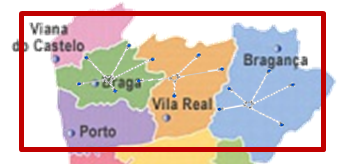 Viana
do Castelo
Braga
Bragança
Vila Real
Porto